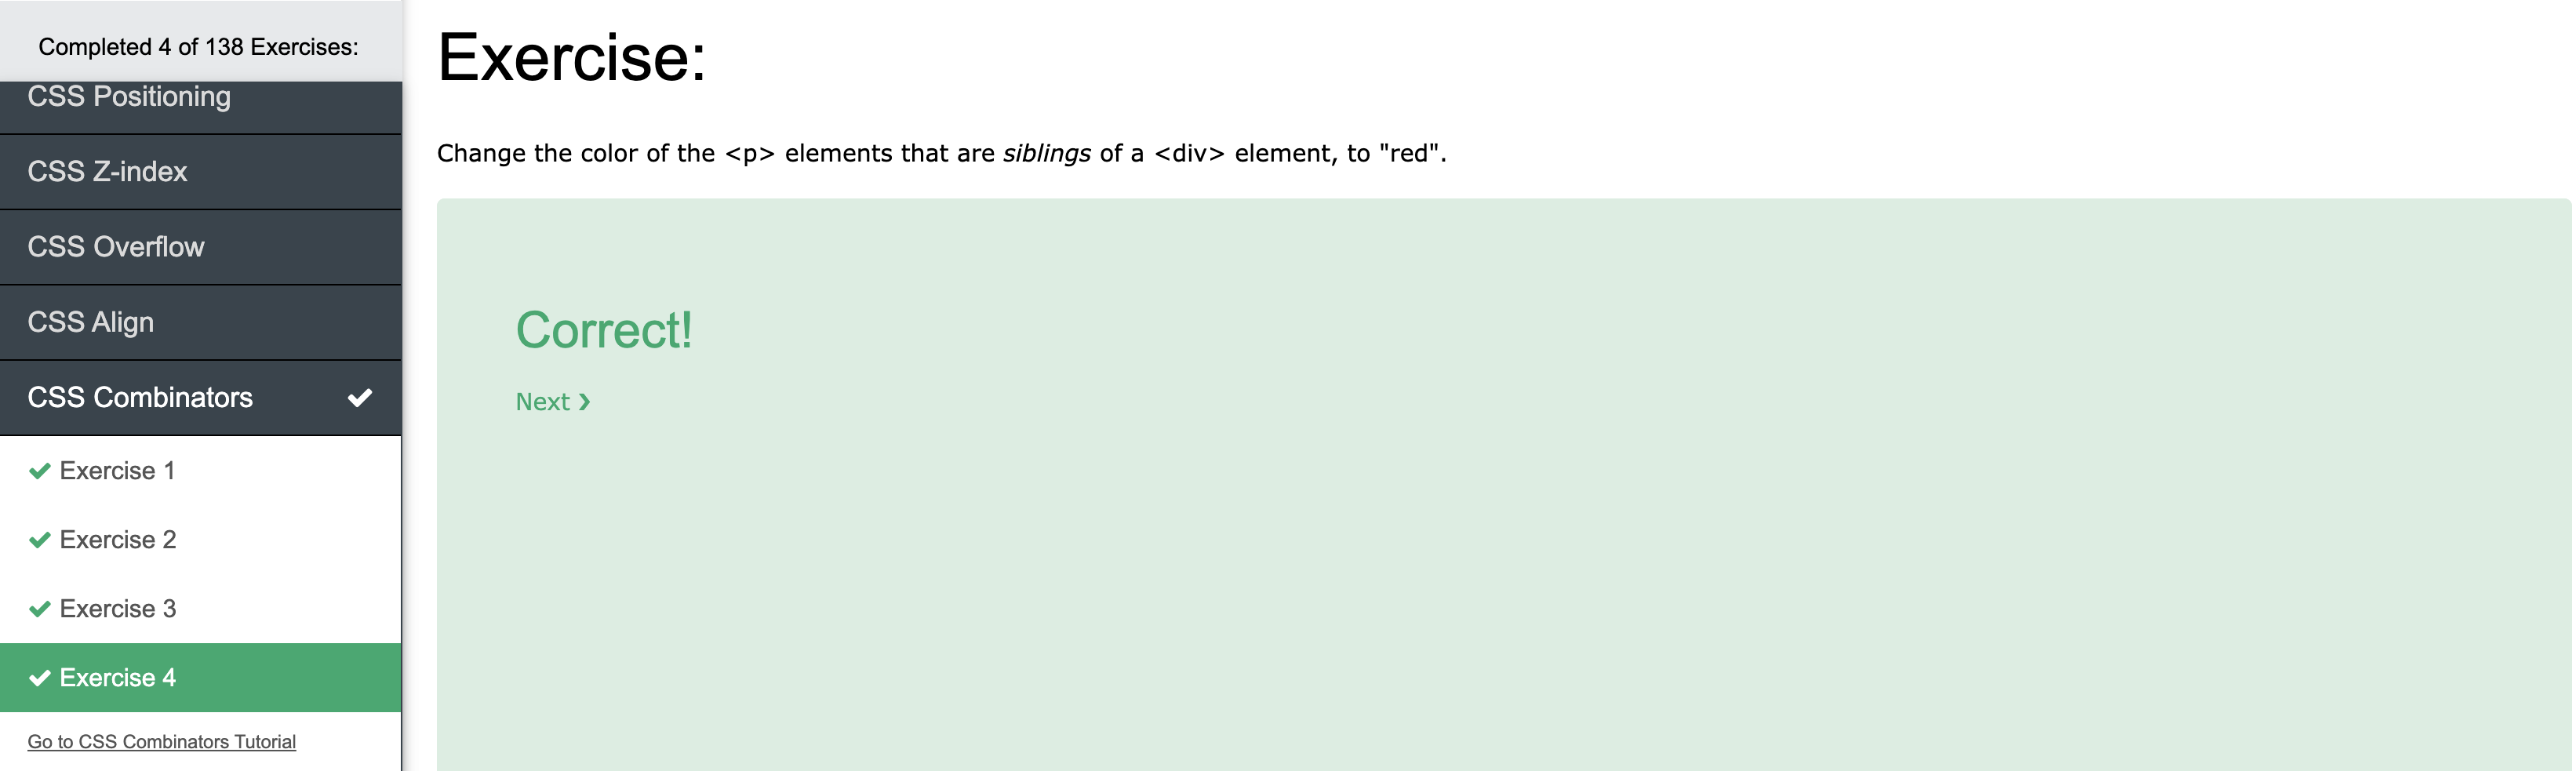 Completed 4 of 138 Exercises:
CSS Positioning
CSS Z-index
CSS Overflow
CSS Align
CSS Combinators
Exercise 1
Exercise 2
Exercise 3
Exercise 4
Go to CSS Combinators Tutorial
Exercise:
Change the color of the <p> elements that are siblings of a <div> element, to "red".
Correct!
Next ❯